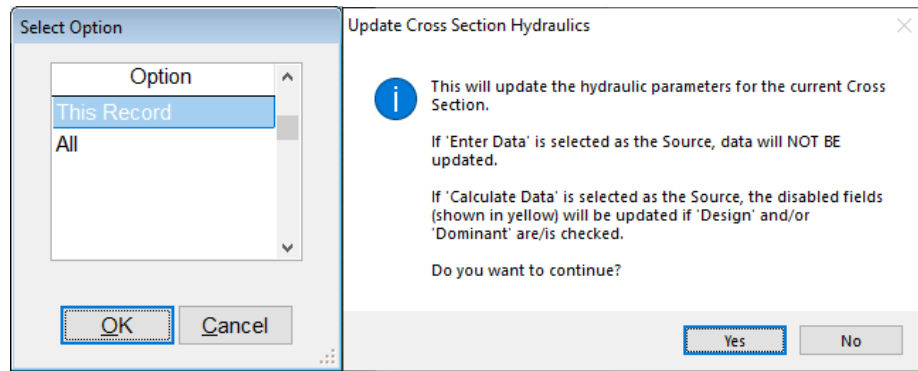 Select Option
Option
This Record
All
OK
Cancel
Update Cross Section Hydraulics
This will update the hydraulic parameters for the current Cross
Section.
If 'Enter Data' is selected as the Source, data will NOT BE
updated.
If 'Calculate Data' is selected as the Source, the disabled fields
(shown in yellow) will be updated if 'Design' and/or
'Dominant' are/is checked.
Do you want to continue?
Yes
No